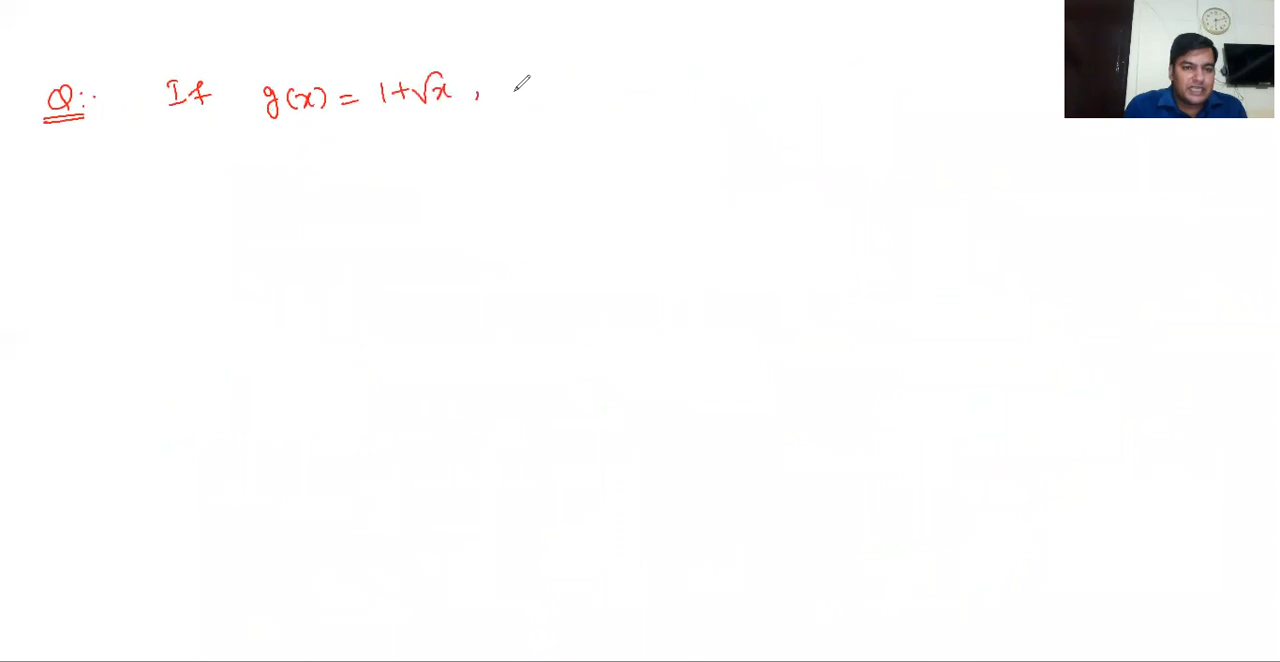 Q:. If g(x) = 1+√x ,